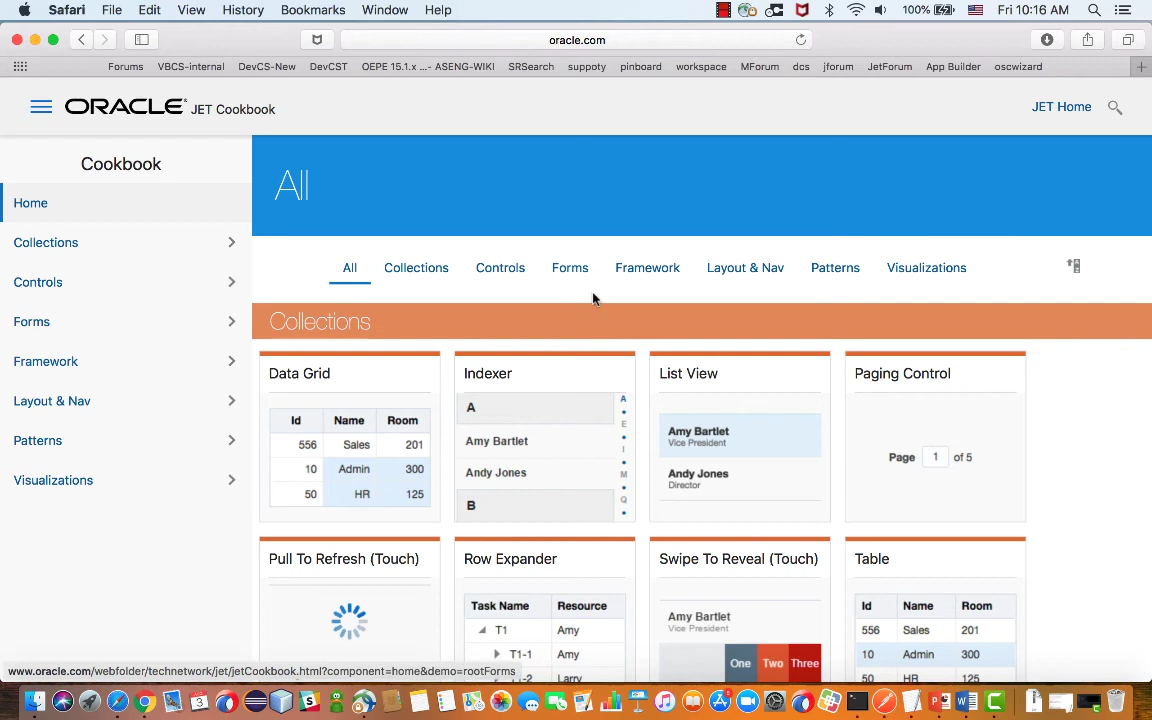 Safari File Edit View History Bookmarks Window Help 100% Fri 10:16 AM
oracle.com
Forums VBCS-internal DevCS-New DevCST OEPE 15.1.x ...- ASENG-WIKI SRSearch suppoty pinboard workspace MForum dcs jforum JetForum App Builder oscwizard
ORACLE JET Cookbook JET Home
Cookbook
Home
Collections
Controls
Forms
Framework
Layout & Nav
Patterns
Visualizations
All
All Collections Controls Forms Framework Layout & Nav Patterns Visualizations
Collections
Data Grid
Id Name Room
556 Sales 201
10 Admin 300
50 HR 125
Indexer
A
Amy Bartlet
Andy Jones
B
A
E
I
M
Q
List View
Amy Bartlet
Vice President
Andy Jones
Director
Paging Control
Page 1 of 5
Pull To Refresh (Touch)
Row Expander
Task Name Resource
T1 Amy
T1-1 Amy
-2 Larry
Swipe To Reveal (Touch)
Amy Bartlet
Vice President
One Two Three
Table
Id Name Room
556 Sales 201
10 Admin 300
50 HR 125
www.oracle.com/webfolder/technetwork/jet/jetCookbook.html?component=home&demo=rootForms